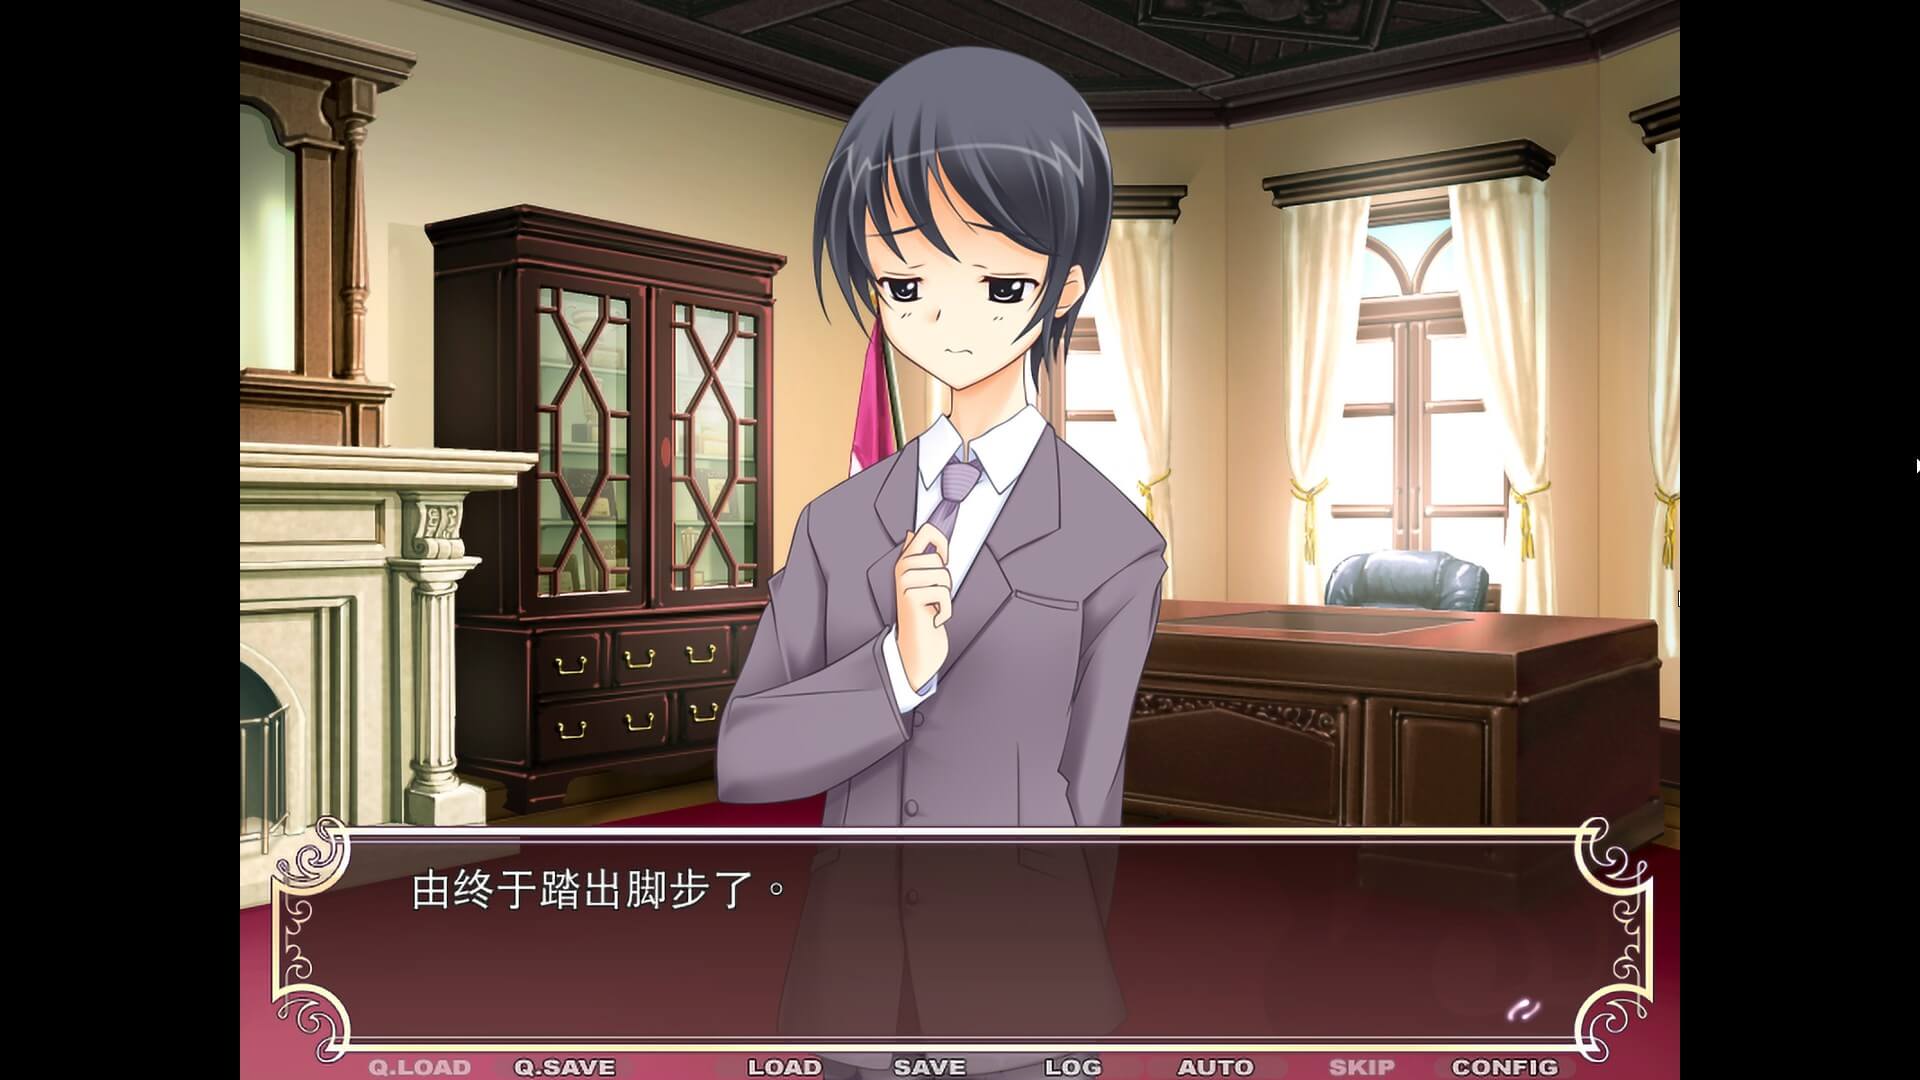 由终于踏出脚步了。
Q.LOAD Q.SAVE LOAD SAVE LOG AUTO SKIP CONFIG